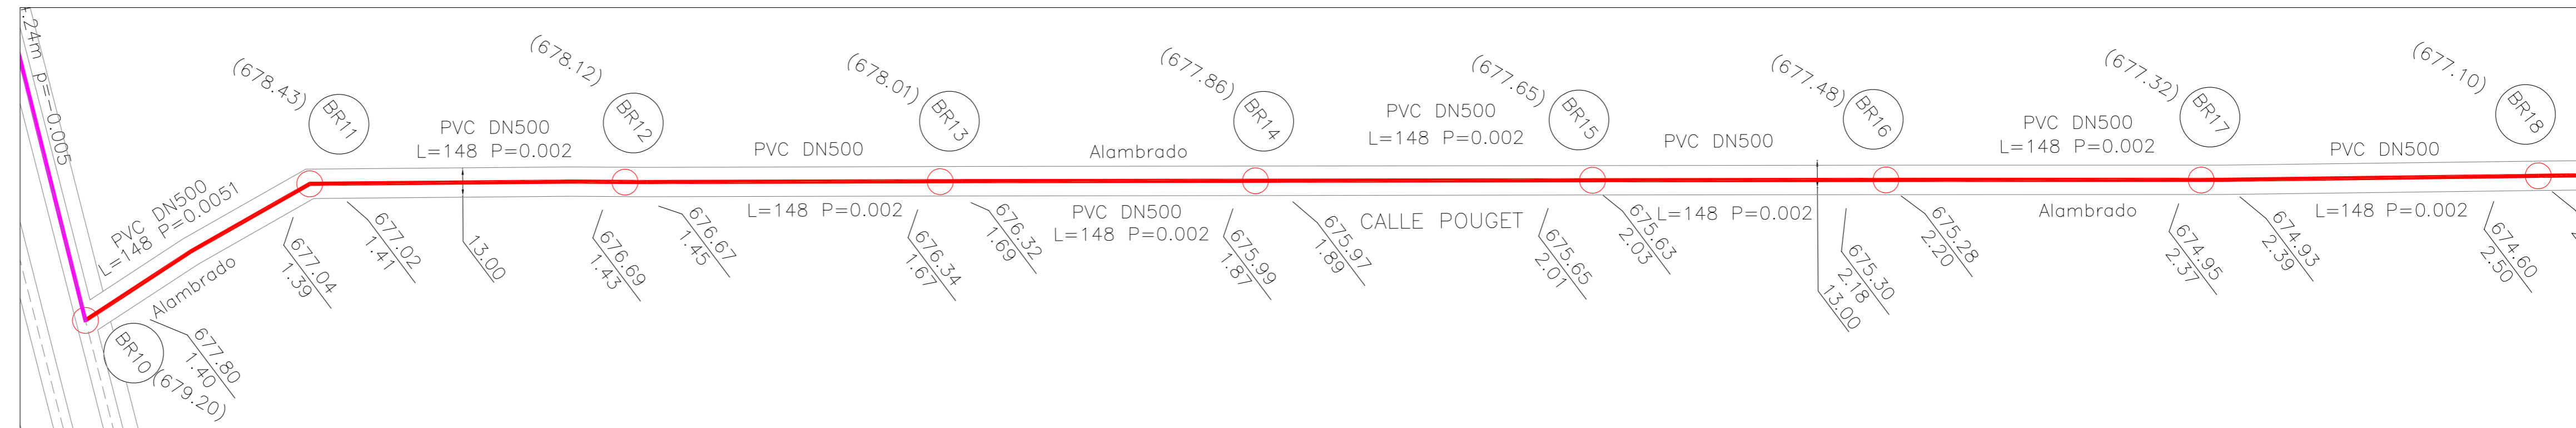 .24m p=-0.005
(678.43)
BR11
(678.12)
BR12
(678.01)
BR13
(677.86)
BR14
(677.65)
BR15
(677.48)
BR16
(677.32)
BR17
(677.10)
BR18
PVC DN500
L=148 P=0.0051
PVC DN500
L=148 P=0.002
PVC DN500
L=148 P=0.002
Alambrado
PVC DN500
L=148 P=0.002
PVC DN500
L=148 P=0.002
CALLE POUGET
PVC DN500
L=148 P=0.002
PVC DN500
L=148 P=0.002
Alambrado
PVC DN500
L=148 P=0.002
Alambrado
BR10
(679.20)
677.80
1.40
677.04
1.39
677.02
1.41
13.00
676.69
1.43
676.67
1.45
676.34
1.67
676.32
1.69
675.99
1.87
675.97
1.89
675.65
2.01
675.63
2.03
675.30
2.18
13.00
675.28
2.20
674.95
2.37
674.93
2.39
674.60
2.50